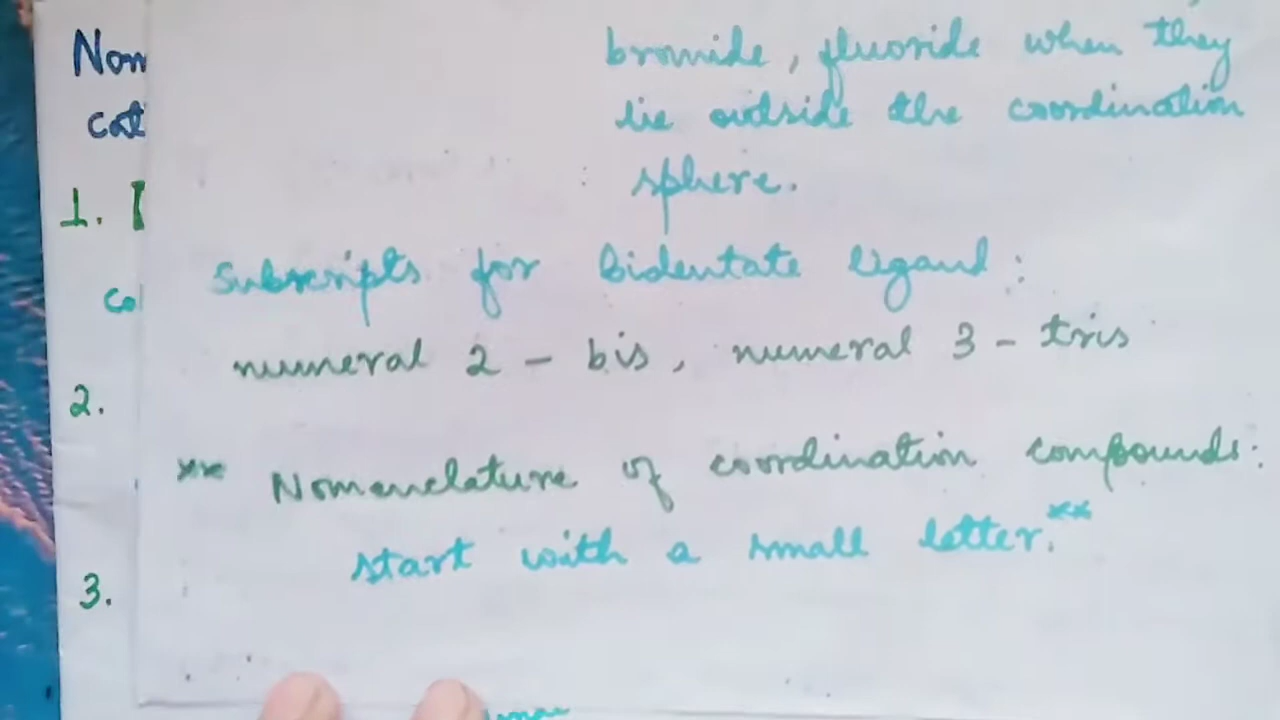 bromide, fluoride when they
lie outside the coordination
sphere.
Subscripts for bidentate ligand:
numeral 2 - bis, numeral 3 - tris
** Nomenclature of coordination compounds:
start with a small letter.**
Nom
cat
1. [
co
2.
3.